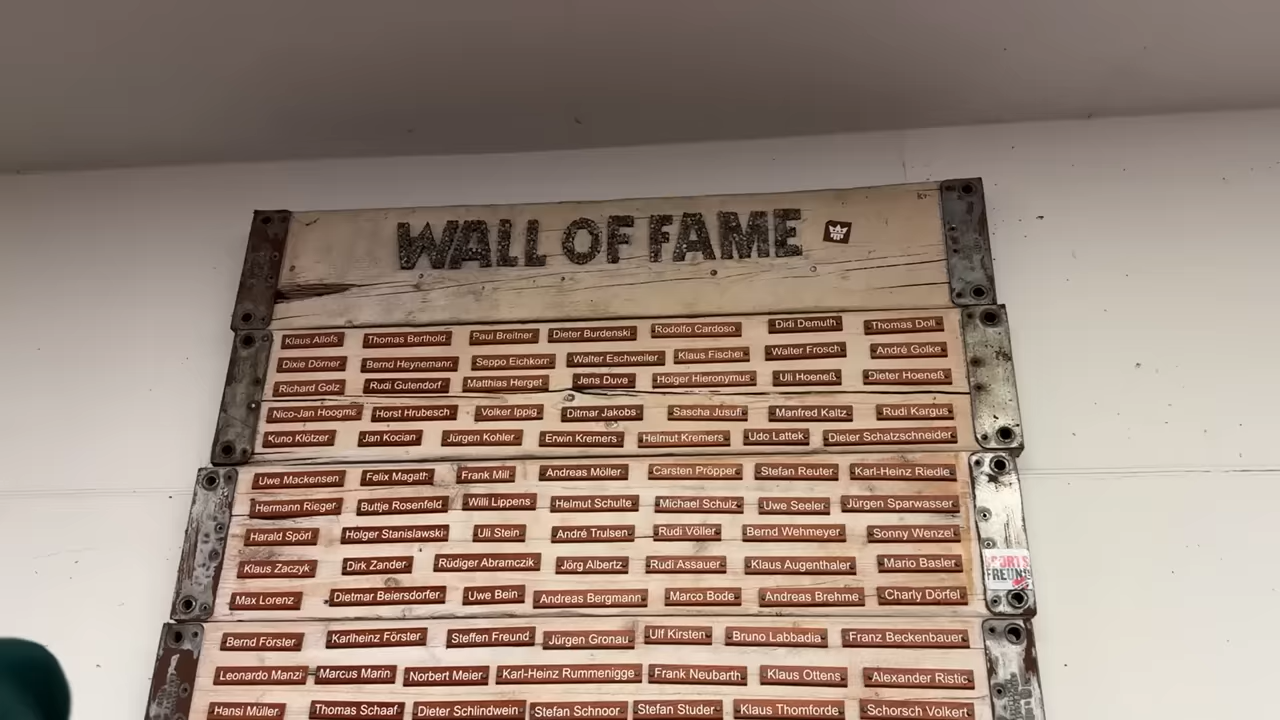 WALL OF FAME
Klaus Allofs Thomas Berthold Paul Breitner Dieter Burdenski Rodolfo Cardoso Didi Demuth Thomas Doll
Dixie Dörner Bernd Heynemann Seppo Eichkorn Walter Eschweiler Klaus Fischer Walter Frosch André Golke
Richard Golz Rudi Gutendorf Matthias Herget Jens Duve Holger Hieronymus Uli Hoeneß Dieter Hoeneß
Nico-Jan Hoogma Horst Hrubesch Volker Ippig Ditmar Jakobs Sascha Jusufi Manfred Kaltz Rudi Kargus
Kuno Klötzer Jan Kocian Jürgen Kohler Erwin Kremers Helmut Kremers Udo Lattek Dieter Schatzschneider
Uwe Mackensen Felix Magath Frank Mill Andreas Möller Carsten Pröpper Stefan Reuter Karl-Heinz Riedle
Hermann Rieger Buttje Rosenfeld Willi Lippens Helmut Schulte Michael Schulz Uwe Seeler Jürgen Sparwasser
Harald Spörl Holger Stanislawski Uli Stein André Trulsen Rudi Völler Bernd Wehmeyer Sonny Wenzel
Klaus Zaczyk Dirk Zander Rüdiger Abramczik Jörg Albertz Rudi Assauer Klaus Augenthaler Mario Basler
SPORTS
FREUNDE
Max Lorenz Dietmar Beiersdorfer Uwe Bein Andreas Bergmann Marco Bode Andreas Brehme Charly Dörfel
Bernd Förster Karlheinz Förster Steffen Freund Jürgen Gronau Ulf Kirsten Bruno Labbadia Franz Beckenbauer
Leonardo Manzi Marcus Marin Norbert Meier Karl-Heinz Rummenigge Frank Neubarth Klaus Ottens Alexander Ristic
Hansi Müller Thomas Schaaf Dieter Schlindwein Stefan Schnoor Stefan Studer Klaus Thomforde Schorsch Volkert